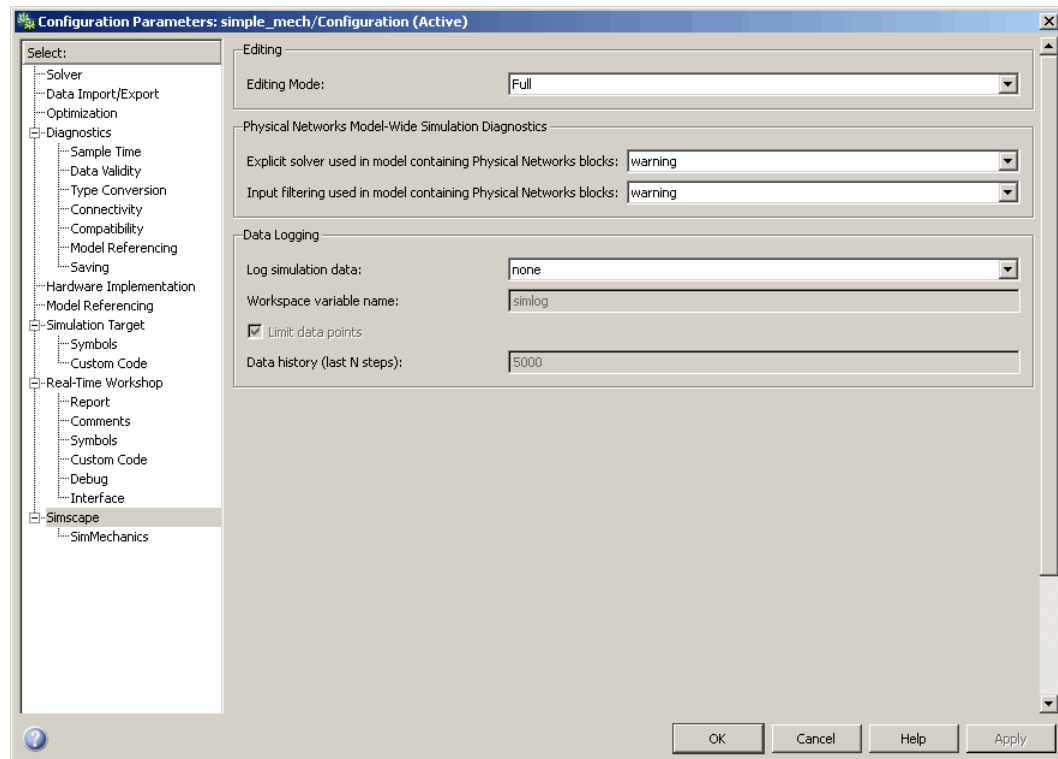 Configuration Parameters: simple_mech/Configuration (Active)
Select:
Solver
Data Import/Export
Optimization
Diagnostics
Sample Time
Data Validity
Type Conversion
Connectivity
Compatibility
Model Referencing
Saving
Hardware Implementation
Model Referencing
Simulation Target
Symbols
Custom Code
Real-Time Workshop
Report
Comments
Symbols
Custom Code
Debug
Interface
Simscape
SimMechanics
Editing
Editing Mode: Full
Physical Networks Model-Wide Simulation Diagnostics
Explicit solver used in model containing Physical Networks blocks: warning
Input filtering used in model containing Physical Networks blocks: warning
Data Logging
Log simulation data: none
Workspace variable name: simlog
Limit data points
Data history (last N steps): 5000
OK Cancel Help Apply